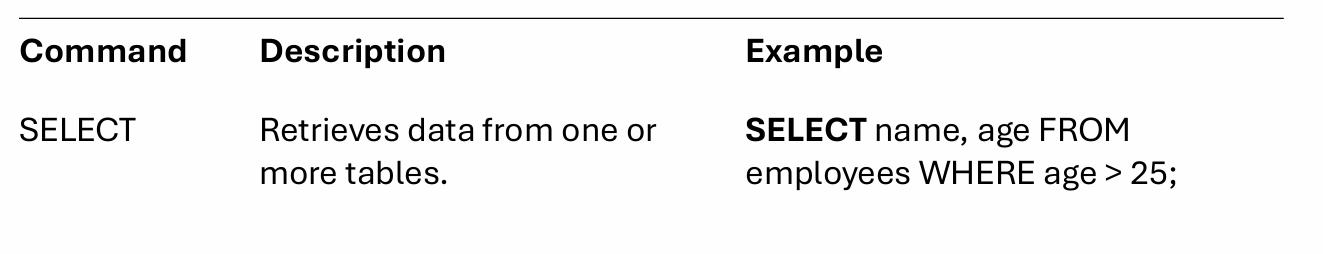 Command Description Example
SELECT Retrieves data from one or SELECT name, age FROM
more tables. employees WHERE age > 25;